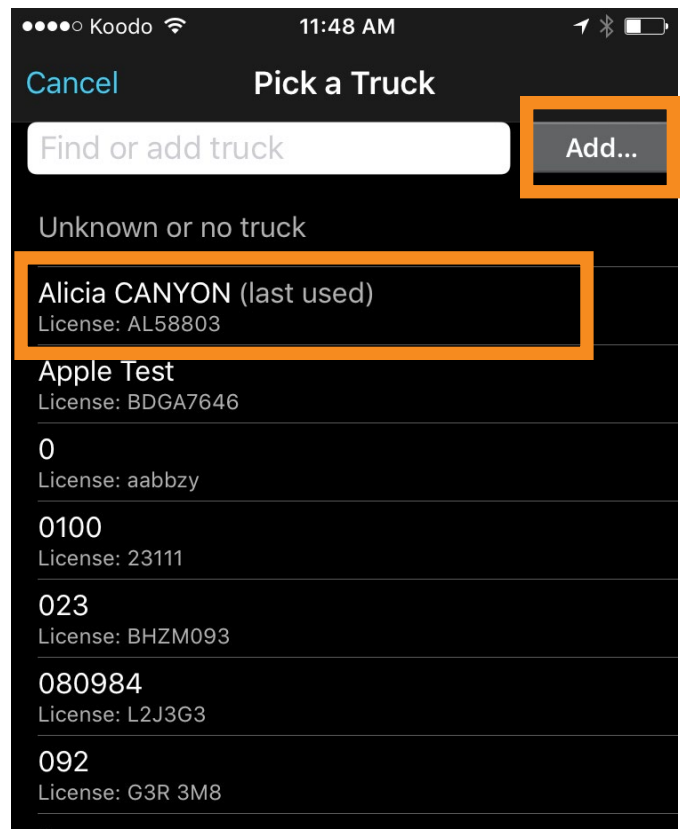 Koodo 11:48 AM
Cancel Pick a Truck
Find or add truck Add...
Unknown or no truck
Alicia CANYON (last used)
License: AL58803
Apple Test
License: BDGA7646
0
License: aabbzy
0100
License: 23111
023
License: BHZM093
080984
License: L2J3G3
092
License: G3R 3M8